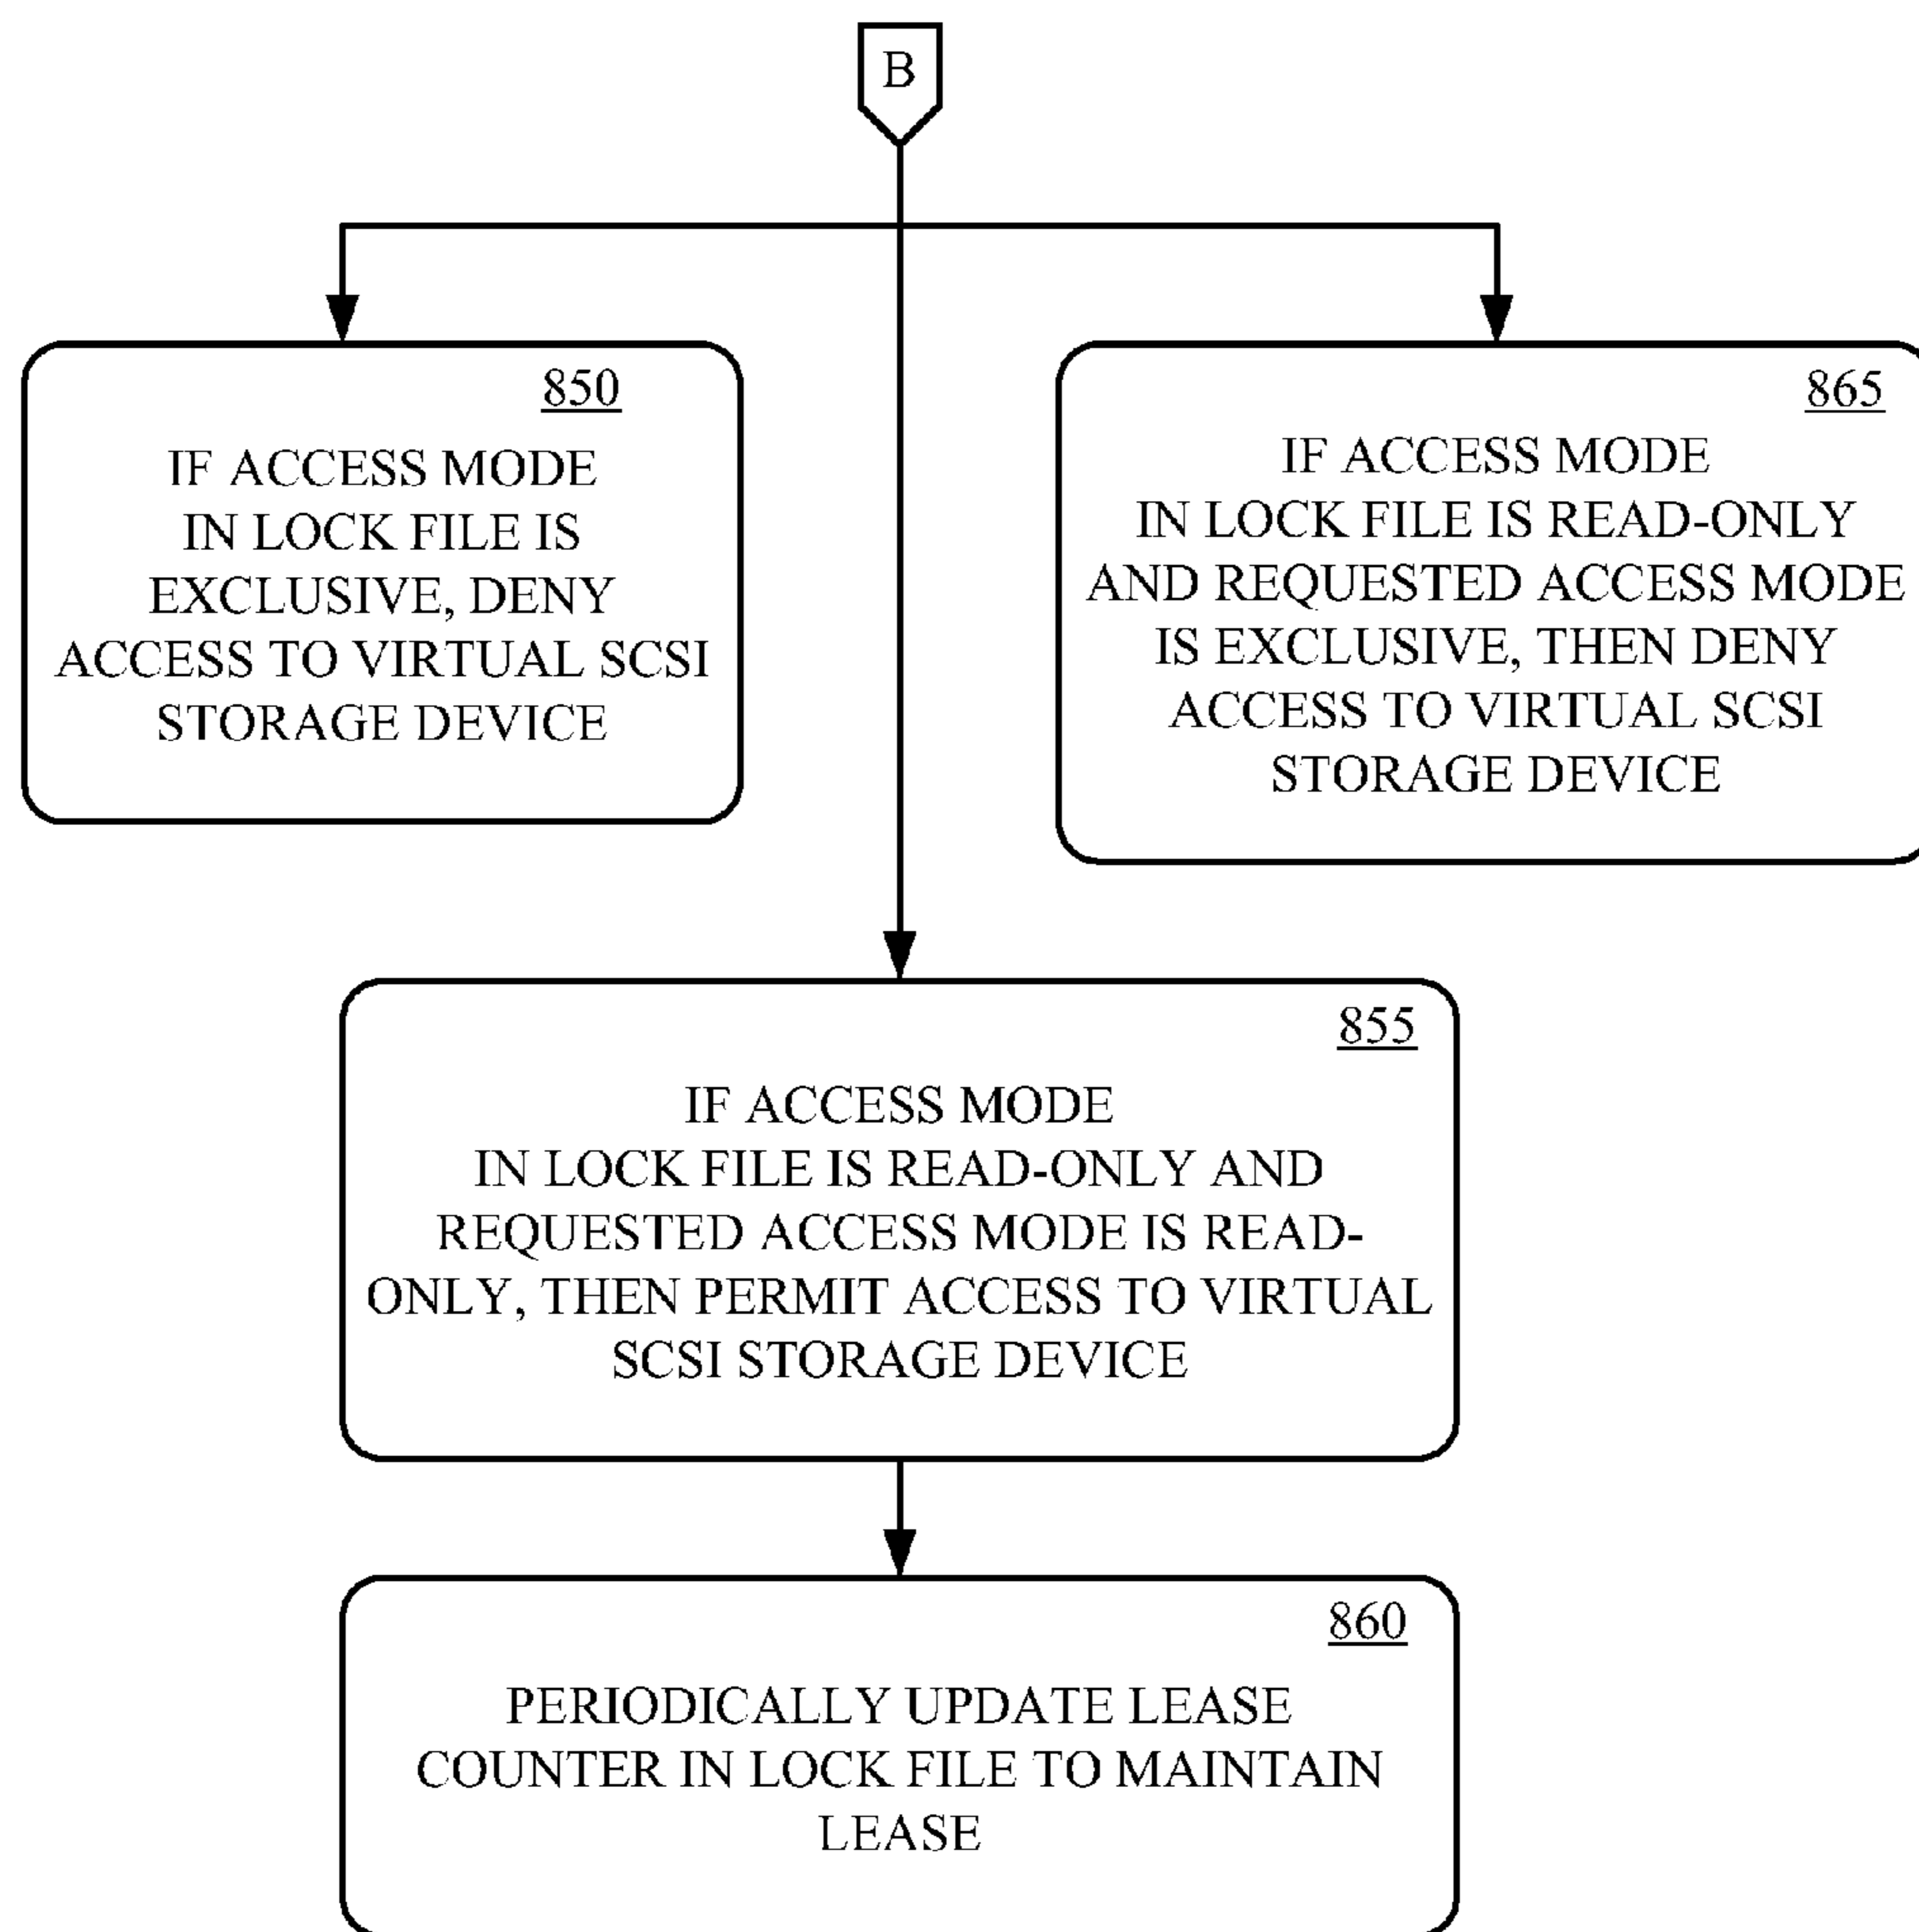 B
850
IF ACCESS MODE
IN LOCK FILE IS
EXCLUSIVE, DENY
ACCESS TO VIRTUAL SCSI
STORAGE DEVICE
865
IF ACCESS MODE
IN LOCK FILE IS READ-ONLY
AND REQUESTED ACCESS MODE
IS EXCLUSIVE, THEN DENY
ACCESS TO VIRTUAL SCSI
STORAGE DEVICE
855
IF ACCESS MODE
IN LOCK FILE IS READ-ONLY AND
REQUESTED ACCESS MODE IS READ-
ONLY, THEN PERMIT ACCESS TO VIRTUAL
SCSI STORAGE DEVICE
860
PERIODICALLY UPDATE LEASE
COUNTER IN LOCK FILE TO MAINTAIN
LEASE